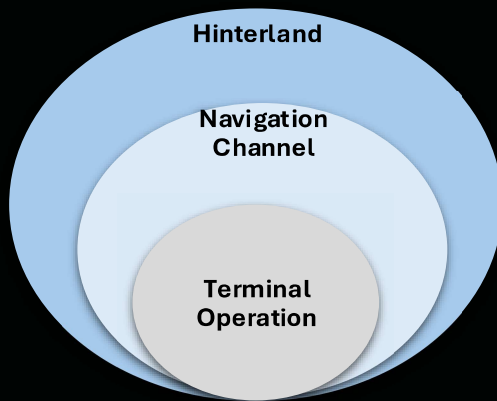 Hinterland
Navigation
Channel
Terminal
Operation